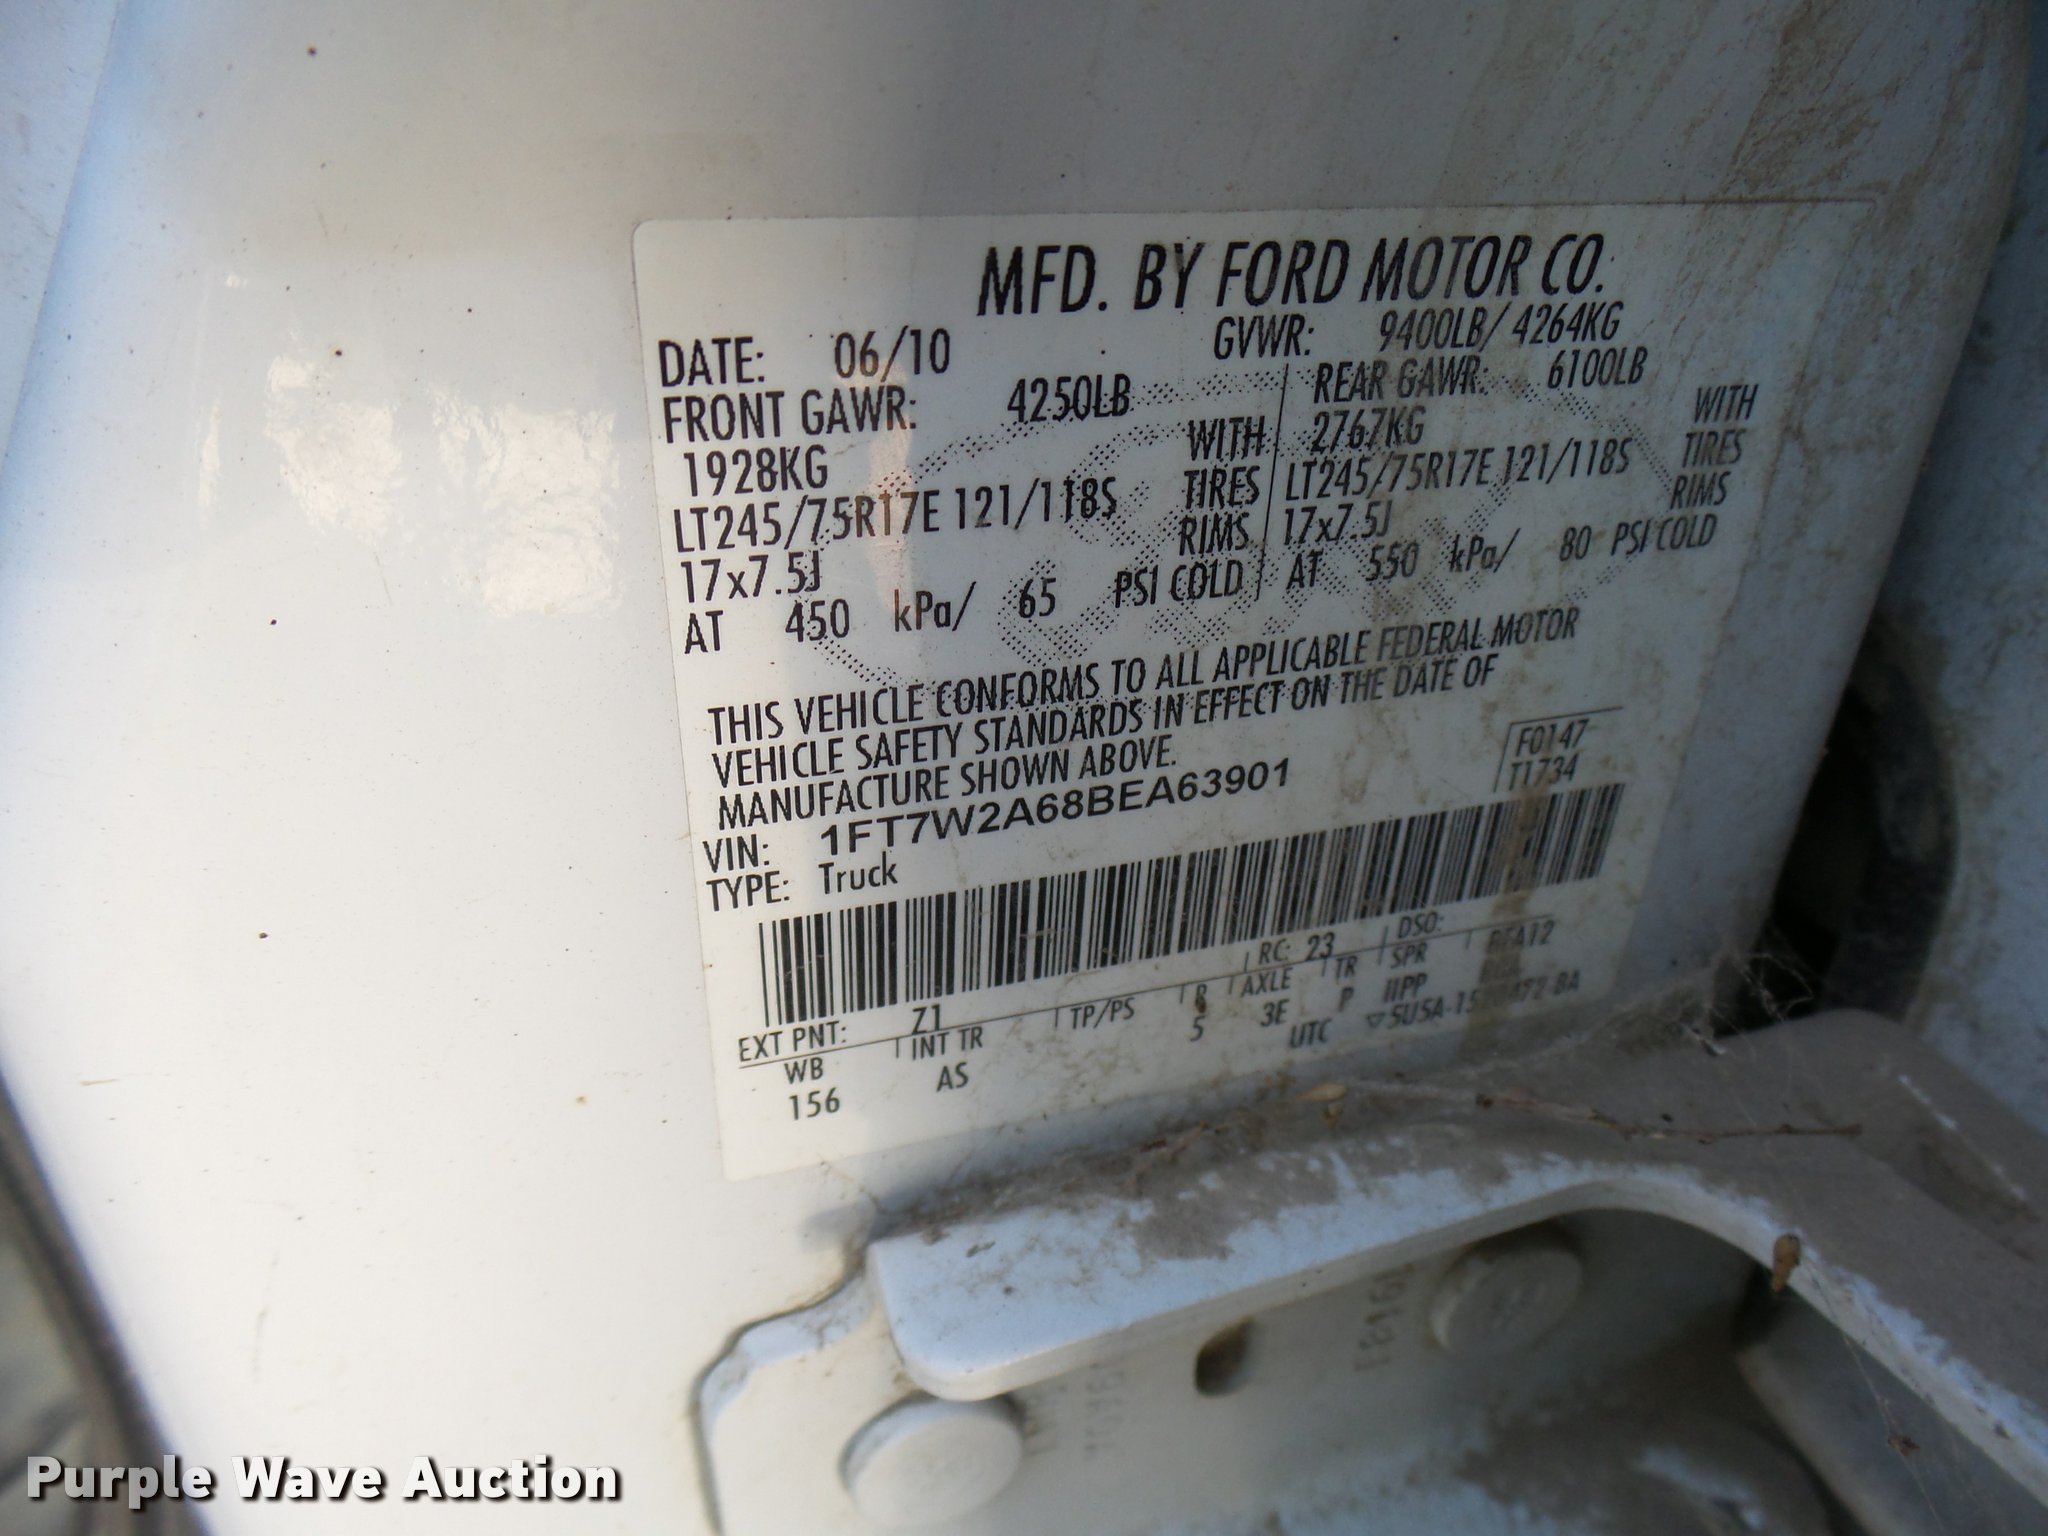 MFD. BY FORD MOTOR CO.
DATE: 06/10 GVWR: 9400LB/ 4264KG
FRONT GAWR: 4250LB REAR GAWR: 6100LB
1928KG WITH 2767KG WITH
LT245/75R17E 121/118S TIRES LT245/75R17E 121/118S TIRES
17x7.5J RIMS 17x7.5J RIMS
AT 450 kPa/ 65 PSI COLD AT 550 kPa/ 80 PSI COLD
THIS VEHICLE CONFORMS TO ALL APPLICABLE FEDERAL MOTOR
VEHICLE SAFETY STANDARDS IN EFFECT ON THE DATE OF
MANUFACTURE SHOWN ABOVE.
F0147
T1734
VIN: 1FT7W2A68BEA63901
TYPE: Truck
EXT PNT: Z1 RC: 23 DSO:
WB INT TR TP/PS R AXLE TR SPR
156 AS 5 3E P
UTC
Purple Wave Auction